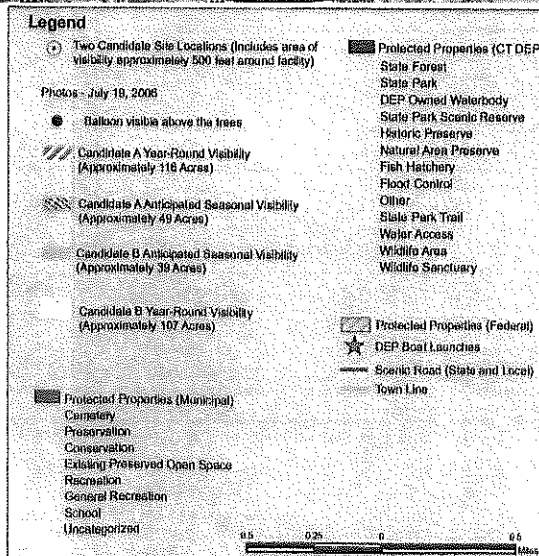 Legend
Two Candidate Site Locations (Includes area of
visibility approximately 500 feet around facility)
Photos - July 19, 2006
Balloon visible above the trees
Candidate A Year-Round Visibility
(Approximately 116 Acres)
Candidate A Anticipated Seasonal Visibility
(Approximately 49 Acres)
Candidate B Anticipated Seasonal Visibility
(Approximately 39 Acres)
Candidate B Year-Round Visibility
(Approximately 107 Acres)
Protected Properties (Municipal)
Cemetery
Preservation
Conservation
Existing Preserved Open Space
Recreation
General Recreation
School
Uncategorized
Protected Properties (CT DEP
State Forest
State Park
DEP Owned Waterbody
State Park Scenic Reserve
Historic Preserve
Natural Area Preserve
Fish Hatchery
Flood Control
Other
State Park Trail
Water Access
Wildlife Area
Wildlife Sanctuary
Protected Properties (Federal)
DEP Boat Launches
Scenic Road (State and Local)
Town Line
0.5 0.25 0 0.5
Miles